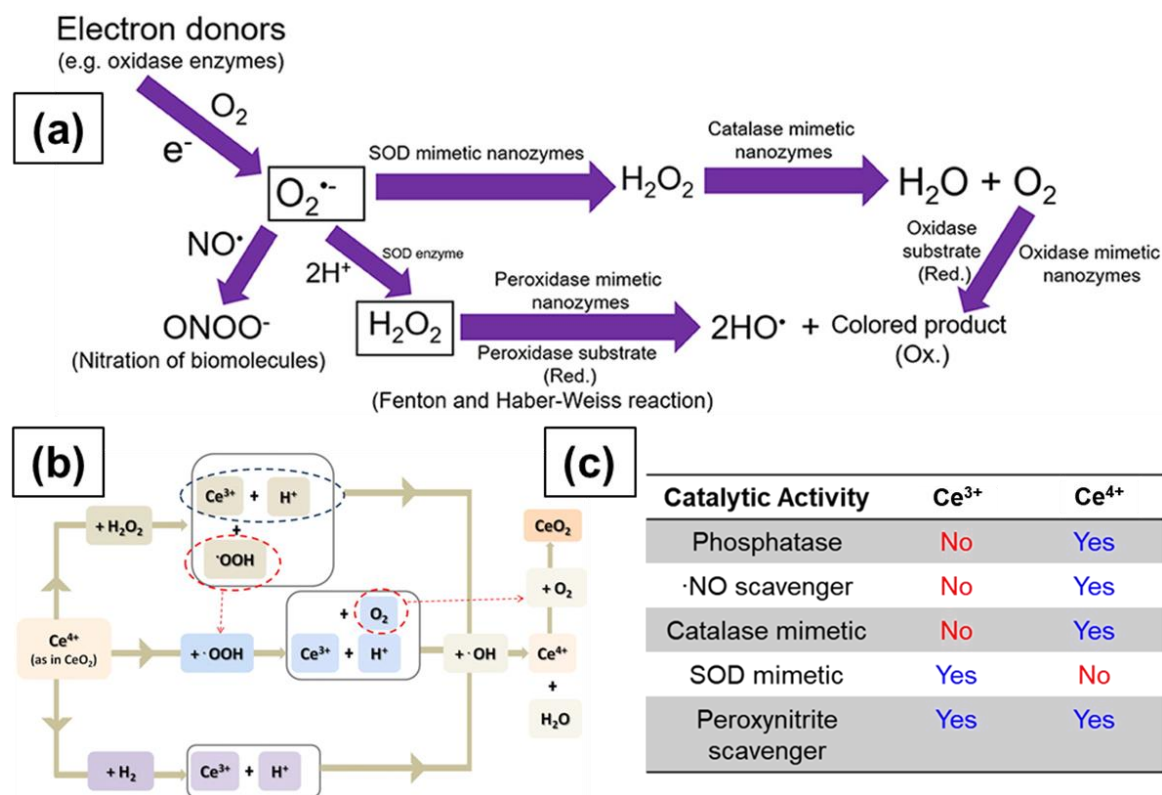 Electron donors
(e.g. oxidase enzymes)
(a)
O₂
e⁻
O₂•⁻
SOD mimetic nanozymes
H₂O₂
Catalase mimetic
nanozymes
H₂O + O₂
NO•
2H⁺
SOD enzyme
Oxidase
substrate
(Red.)
Oxidase mimetic
nanozymes
ONOO⁻
(Nitration of biomolecules)
H₂O₂
Peroxidase mimetic
nanozymes
Peroxidase substrate
(Red.)
(Fenton and Haber-Weiss reaction)
2HO• + Colored product
(Ox.)
(b)
Ce³⁺ + H⁺
+
·OOH
+ H₂O₂
Ce⁴⁺
(as in CeO₂)
+ ·OOH
+ O₂
Ce³⁺ + H⁺
+ ·OH
CeO₂
+ O₂
Ce⁴⁺
+
H₂O
+ H₂
Ce³⁺ + H⁺
(c)
Catalytic Activity Ce³⁺ Ce⁴⁺
Phosphatase No Yes
·NO scavenger No Yes
Catalase mimetic No Yes
SOD mimetic Yes No
Peroxynitrite
scavenger
Yes Yes